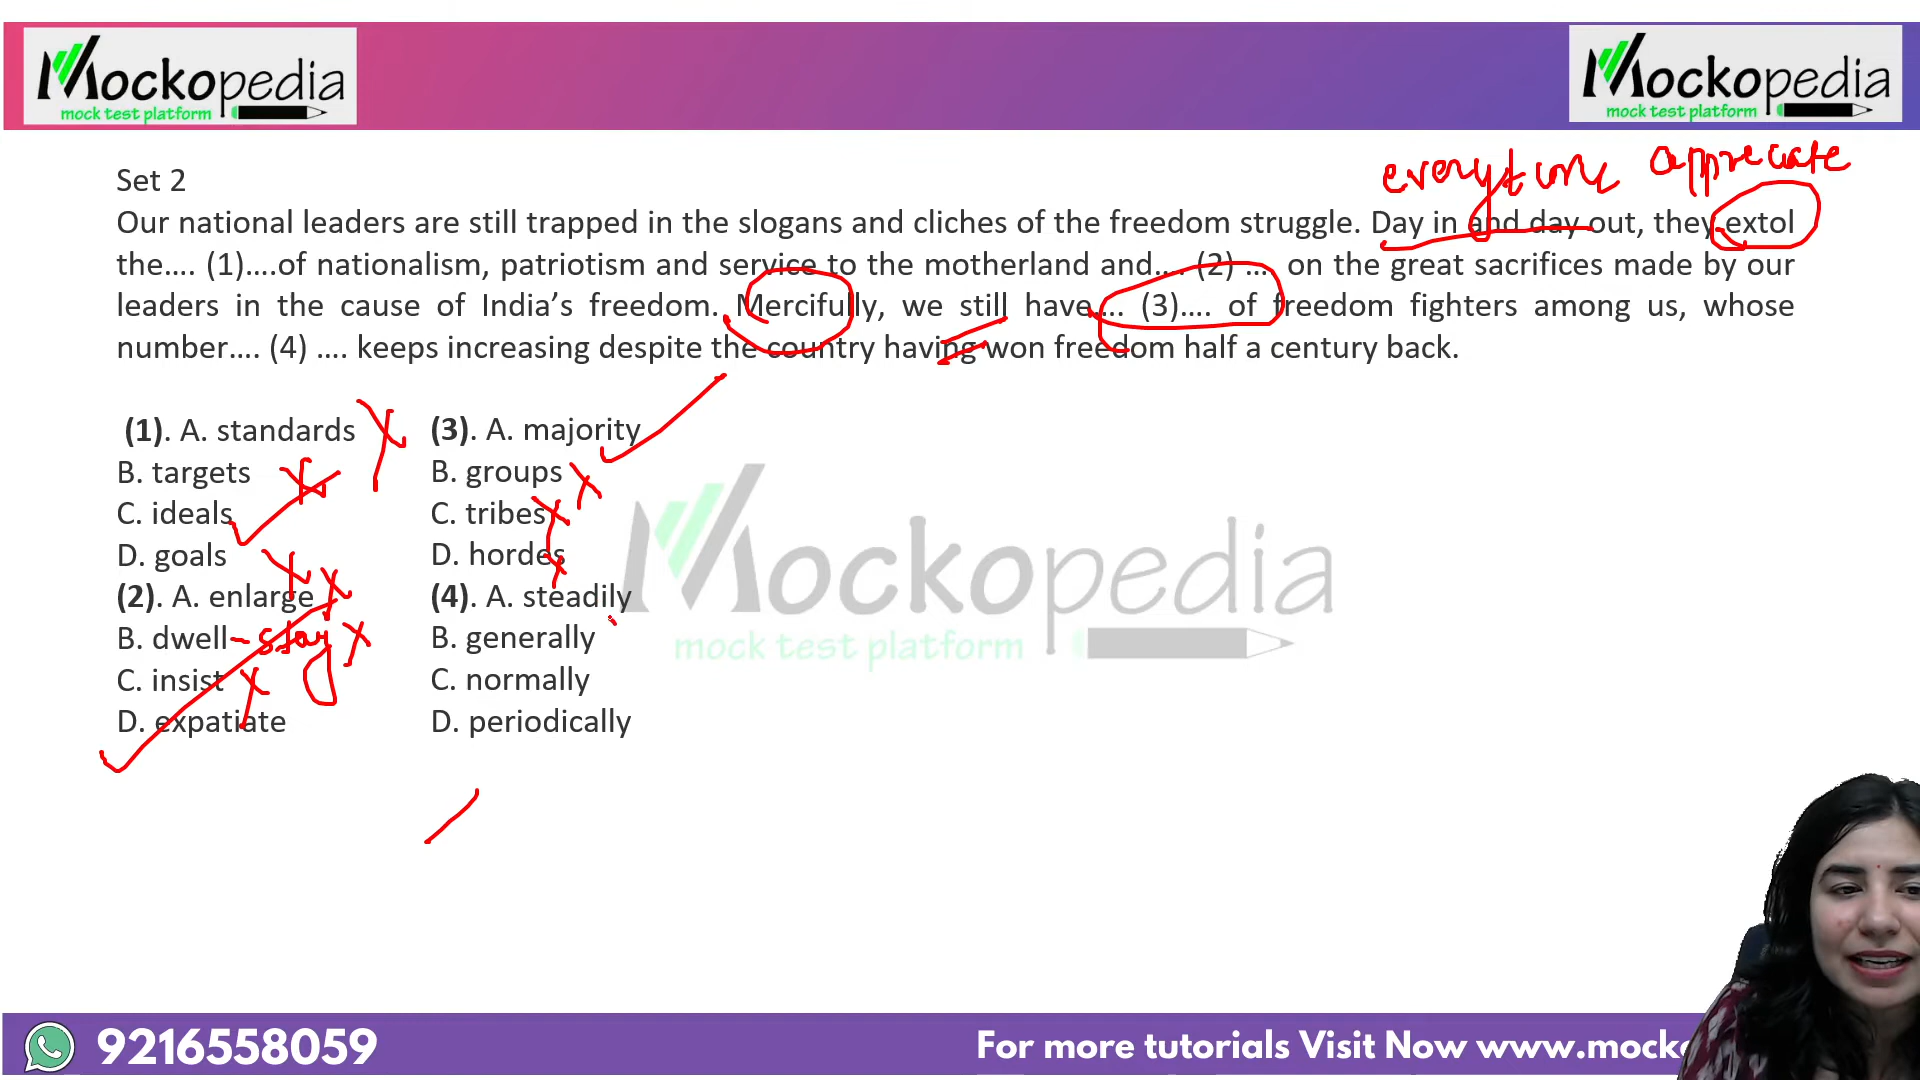 Mockopedia
mock test platform
Mockopedia
mock test platform
everytime appreciate
Set 2
Our national leaders are still trapped in the slogans and cliches of the freedom struggle. Day in and day out, they extol
the.... (1)....of nationalism, patriotism and service to the motherland and.... (2) .... on the great sacrifices made by our
leaders in the cause of India’s freedom. Mercifully, we still have.... (3).... of freedom fighters among us, whose
number.... (4) .... keeps increasing despite the country having won freedom half a century back.
(1). A. standards
B. targets
C. ideals
D. goals
(2). A. enlarge
B. dwell - stay
C. insist
D. expatiate
(3). A. majority
B. groups
C. tribes
D. hordes
(4). A. steadily
B. generally
C. normally
D. periodically
Mockopedia
mock test platform
9216558059
For more tutorials Visit Now www.mock